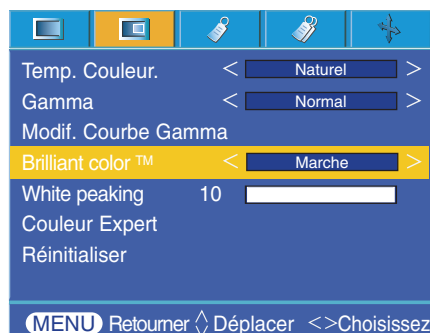 Temp. Couleur. < Naturel >
Gamma < Normal >
Modif. Courbe Gamma
Brilliant color ™ < Marche >
White peaking 10
Couleur Expert
Réinitialiser
MENU Retourner Déplacer <>Choisissez